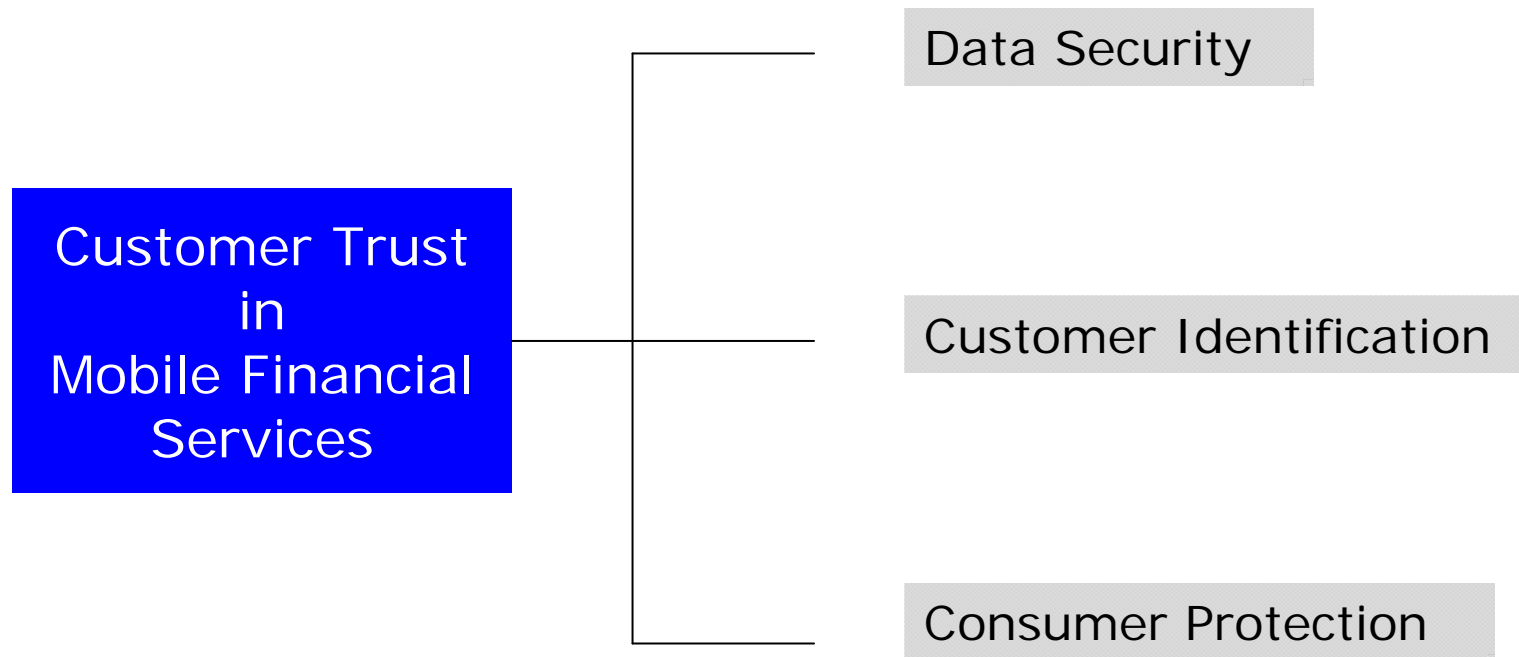 Customer Trust
in
Mobile Financial
Services
Data Security
Customer Identification
Consumer Protection